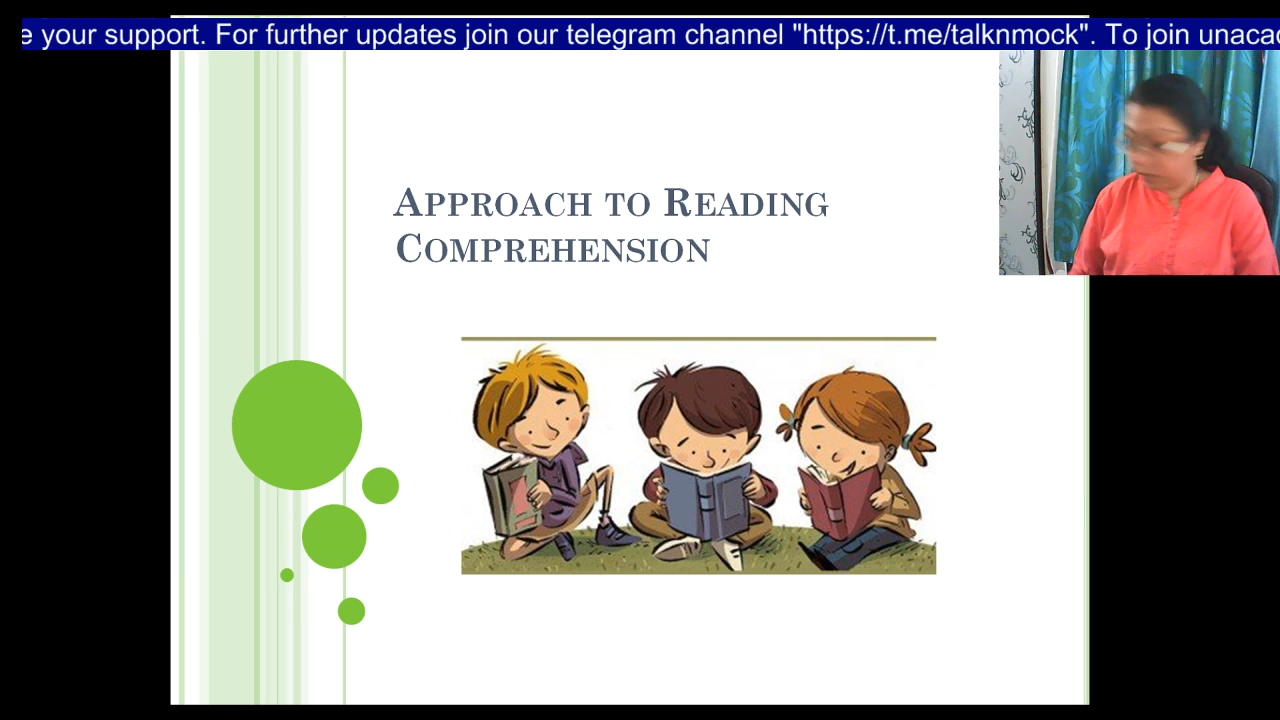 e your support. For further updates join our telegram channel "https://t.me/talknmock". To join unaca
APPROACH TO READING
COMPREHENSION